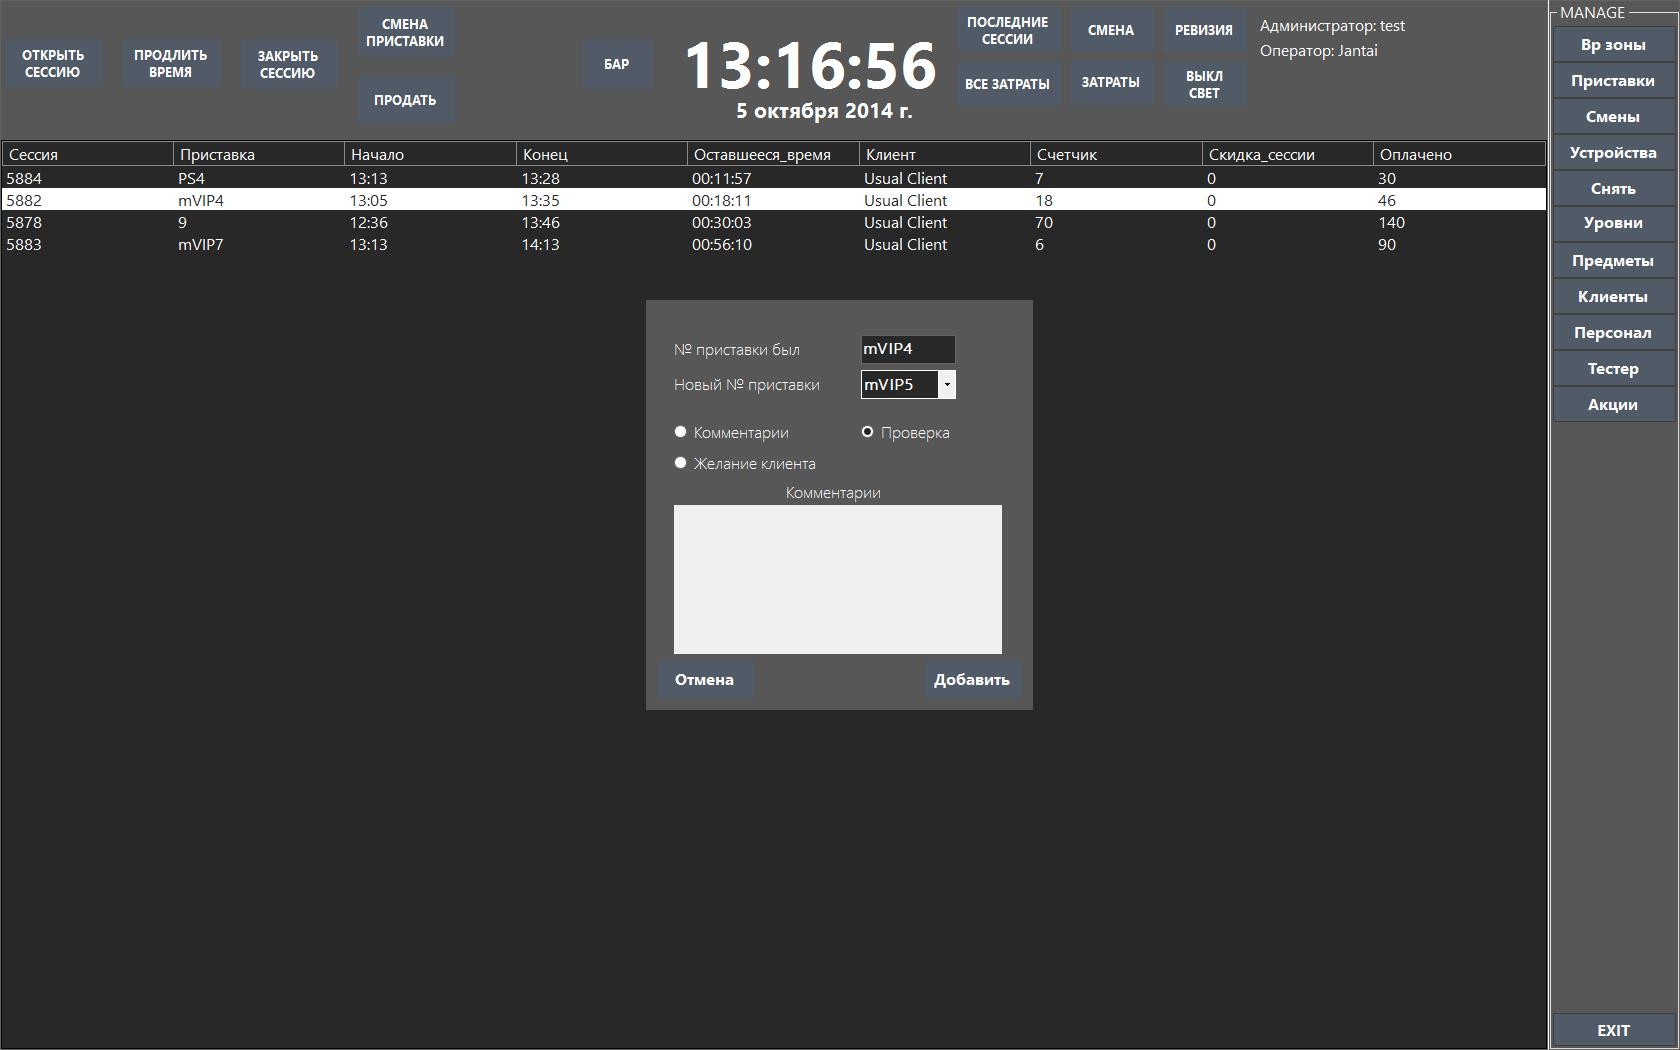 ОТКРЫТЬ
СЕССИЮ
ПРОДЛИТЬ
ВРЕМЯ
ЗАКРЫТЬ
СЕССИЮ
СМЕНА
ПРИСТАВКИ
ПРОДАТЬ
БАР
13:16:56
5 октября 2014 г.
ПОСЛЕДНИЕ
СЕССИИ
СМЕНА
РЕВИЗИЯ
ВСЕ ЗАТРАТЫ
ЗАТРАТЫ
ВЫКЛ
СВЕТ
Администратор: test
Оператор: Jantai
Сессия Приставка Начало Конец Оставшееся_время Клиент Счетчик Скидка_сессии Оплачено
5884 PS4 13:13 13:28 00:11:57 Usual Client 7 0 30
5882 mVIP4 13:05 13:35 00:18:11 Usual Client 18 0 46
5878 9 12:36 13:46 00:30:03 Usual Client 70 0 140
5883 mVIP7 13:13 14:13 00:56:10 Usual Client 6 0 90
№ приставки был mVIP4
Новый № приставки mVIP5
Комментарии Проверка
Желание клиента
Комментарии
Отмена Добавить
MANAGE
Вр зоны
Приставки
Смены
Устройства
Снять
Уровни
Предметы
Клиенты
Персонал
Тестер
Акции
EXIT